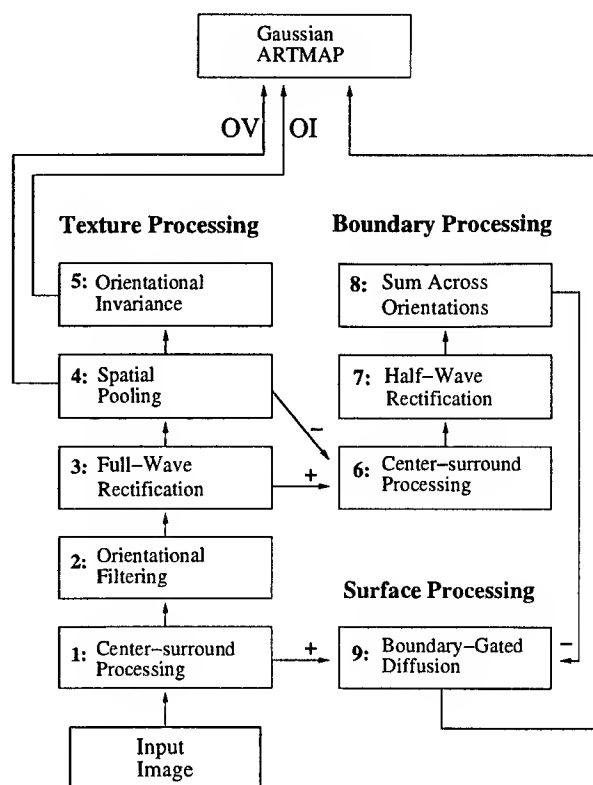 Gaussian
ARTMAP
OV OI
Texture Processing
Boundary Processing
5: Orientational
Invariance
8: Sum Across
Orientations
4: Spatial
Pooling
7: Half-Wave
Rectification
−
3: Full-Wave
Rectification
+
6: Center-surround
Processing
2: Orientational
Filtering
Surface Processing
1: Center-surround
Processing
+
9: Boundary-Gated
Diffusion
−
Input
Image